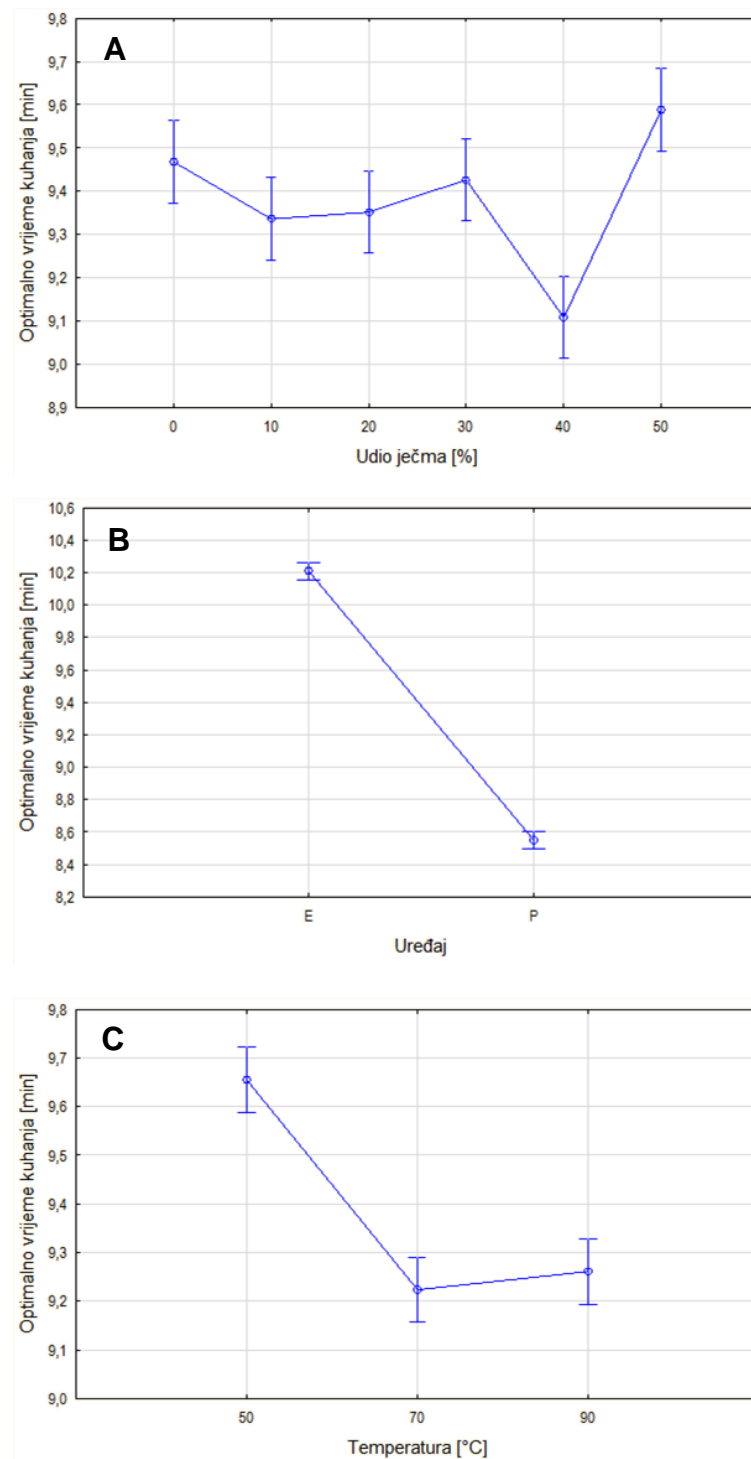 A
Optimalno vrijeme kuhanja [min]
9,8
9,7
9,6
9,5
9,4
9,3
9,2
9,1
9,0
8,9
0 10 20 30 40 50
Udio ječma [%]
B
Optimalno vrijeme kuhanja [min]
10,6
10,4
10,2
10,0
9,8
9,6
9,4
9,2
9,0
8,8
8,6
8,4
8,2
E P
Uređaj
C
Optimalno vrijeme kuhanja [min]
9,8
9,7
9,6
9,5
9,4
9,3
9,2
9,1
9,0
50 70 90
Temperatura [°C]